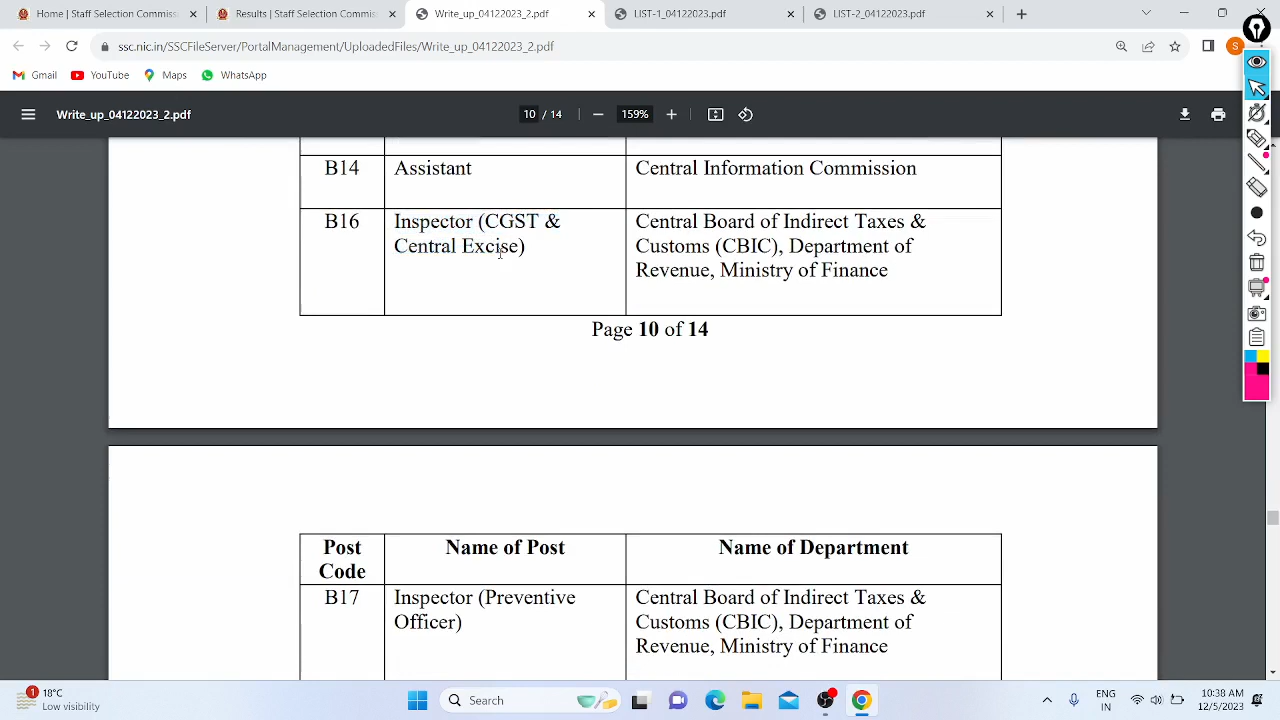 Home | Staff Selection Commissi
Results | Staff Selection Commis
Write_up_04122023_2.pdf
LIST-1_04122023.pdf
LIST-2_04122023.pdf
ssc.nic.in/SSCFileServer/PortalManagement/UploadedFiles/Write_up_04122023_2.pdf
S
Gmail
YouTube
Maps
WhatsApp
Write_up_04122023_2.pdf
10 / 14
159%
B14 Assistant Central Information Commission
B16 Inspector (CGST & Central Board of Indirect Taxes &
Central Excise) Customs (CBIC), Department of
Revenue, Ministry of Finance
Page 10 of 14
Post Name of Post Name of Department
Code
B17 Inspector (Preventive Central Board of Indirect Taxes &
Officer) Customs (CBIC), Department of
Revenue, Ministry of Finance
1
18°C
Low visibility
Search
ENG
IN
10:38 AM
12/5/2023